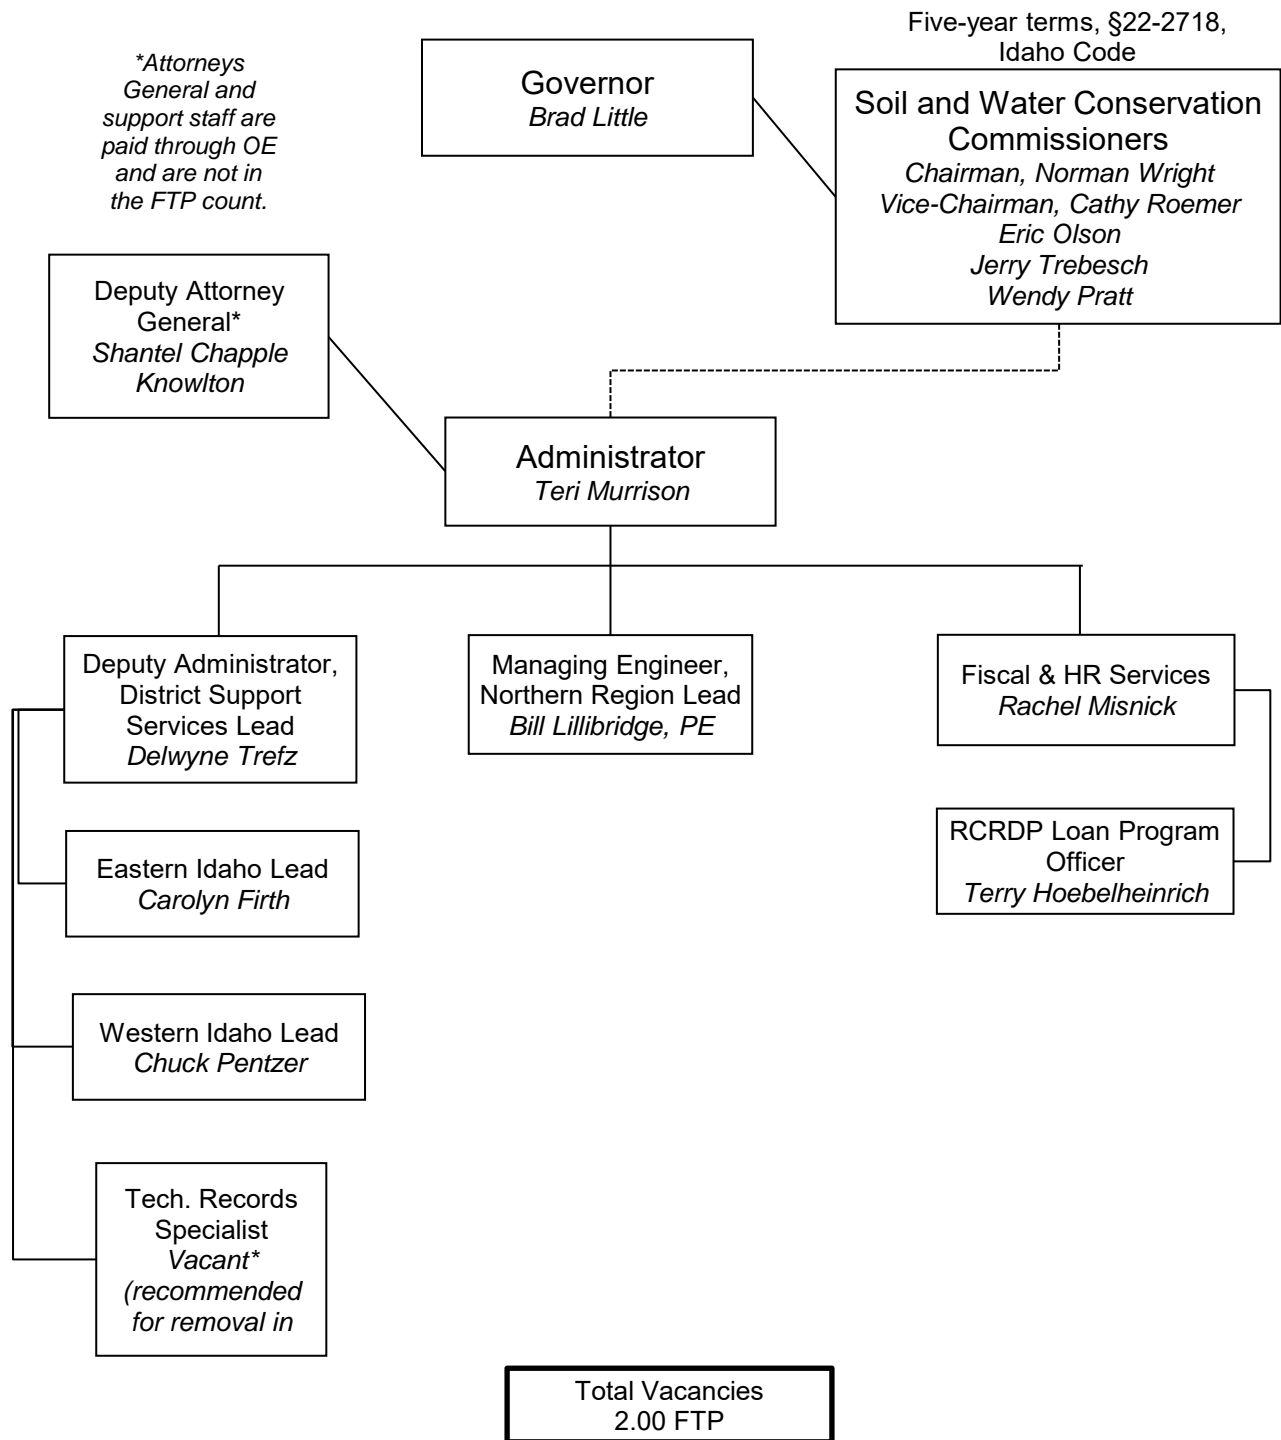 Five-year terms, §22-2718,
Idaho Code
*Attorneys
General and
support staff are
paid through OE
and are not in
the FTP count.
Governor
Brad Little
Soil and Water Conservation
Commissioners
Chairman, Norman Wright
Vice-Chairman, Cathy Roemer
Eric Olson
Jerry Trebesch
Wendy Pratt
Deputy Attorney
General*
Shantel Chapple
Knowlton
Administrator
Teri Murrison
Deputy Administrator,
District Support
Services Lead
Delwyne Trefz
Managing Engineer,
Northern Region Lead
Bill Lillibridge, PE
Fiscal & HR Services
Rachel Misnick
Eastern Idaho Lead
Carolyn Firth
RCRDP Loan Program
Officer
Terry Hoebelheinrich
Western Idaho Lead
Chuck Pentzer
Tech. Records
Specialist
Vacant*
(recommended
for removal in
Total Vacancies
2.00 FTP